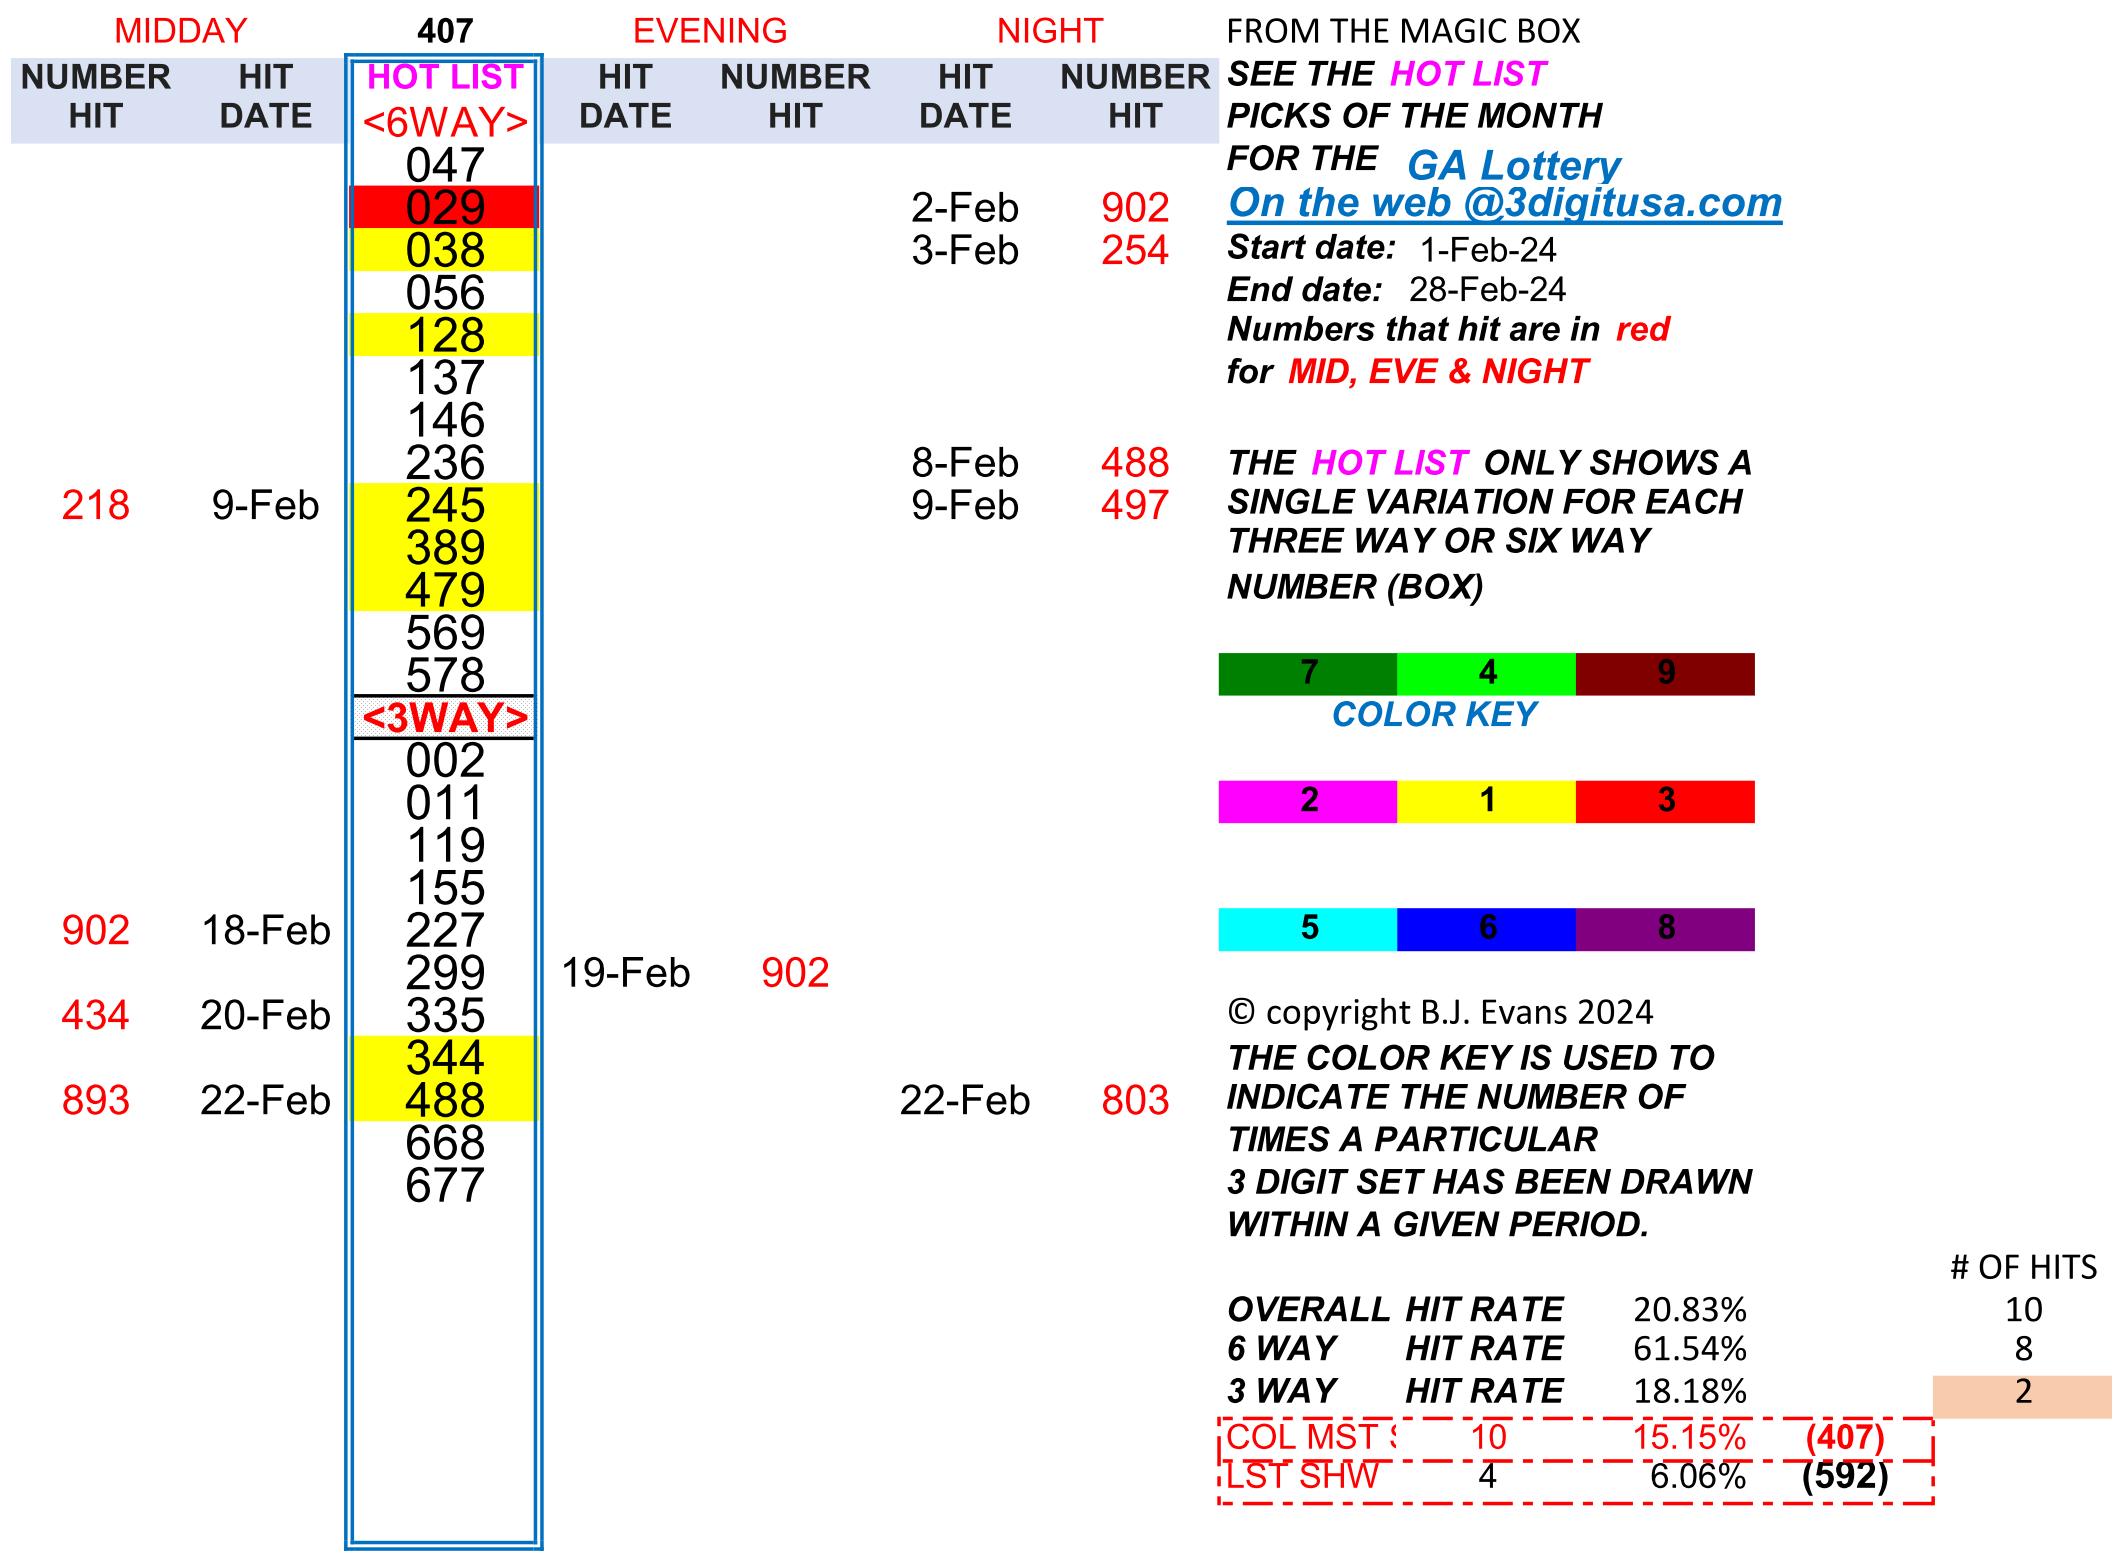 MIDDAY 407 EVENING NIGHT FROM THE MAGIC BOX
NUMBER HIT HOT LIST HIT NUMBER HIT NUMBER SEE THE HOT LIST
HIT DATE <6WAY> DATE HIT DATE HIT PICKS OF THE MONTH
047 FOR THE GA Lottery
029 2-Feb 902 On the web @3digitusa.com
038 3-Feb 254 Start date: 1-Feb-24
056 End date: 28-Feb-24
128 Numbers that hit are in red
137 for MID, EVE & NIGHT
146
236 8-Feb 488 THE HOT LIST ONLY SHOWS A
218 9-Feb 245 9-Feb 497 SINGLE VARIATION FOR EACH
389 THREE WAY OR SIX WAY
479 NUMBER (BOX)
569
578 7 4 9
<3WAY> COLOR KEY
002
011 2 1 3
119
155
902 18-Feb 227 5 6 8
299 19-Feb 902
434 20-Feb 335 © copyright B.J. Evans 2024
344 THE COLOR KEY IS USED TO
893 22-Feb 488 22-Feb 803 INDICATE THE NUMBER OF
668 TIMES A PARTICULAR
677 3 DIGIT SET HAS BEEN DRAWN
WITHIN A GIVEN PERIOD.
# OF HITS
OVERALL HIT RATE 20.83% 10
6 WAY HIT RATE 61.54% 8
3 WAY HIT RATE 18.18% 2
COL MST 10 15.15% (407)
LST SHW 4 6.06% (592)